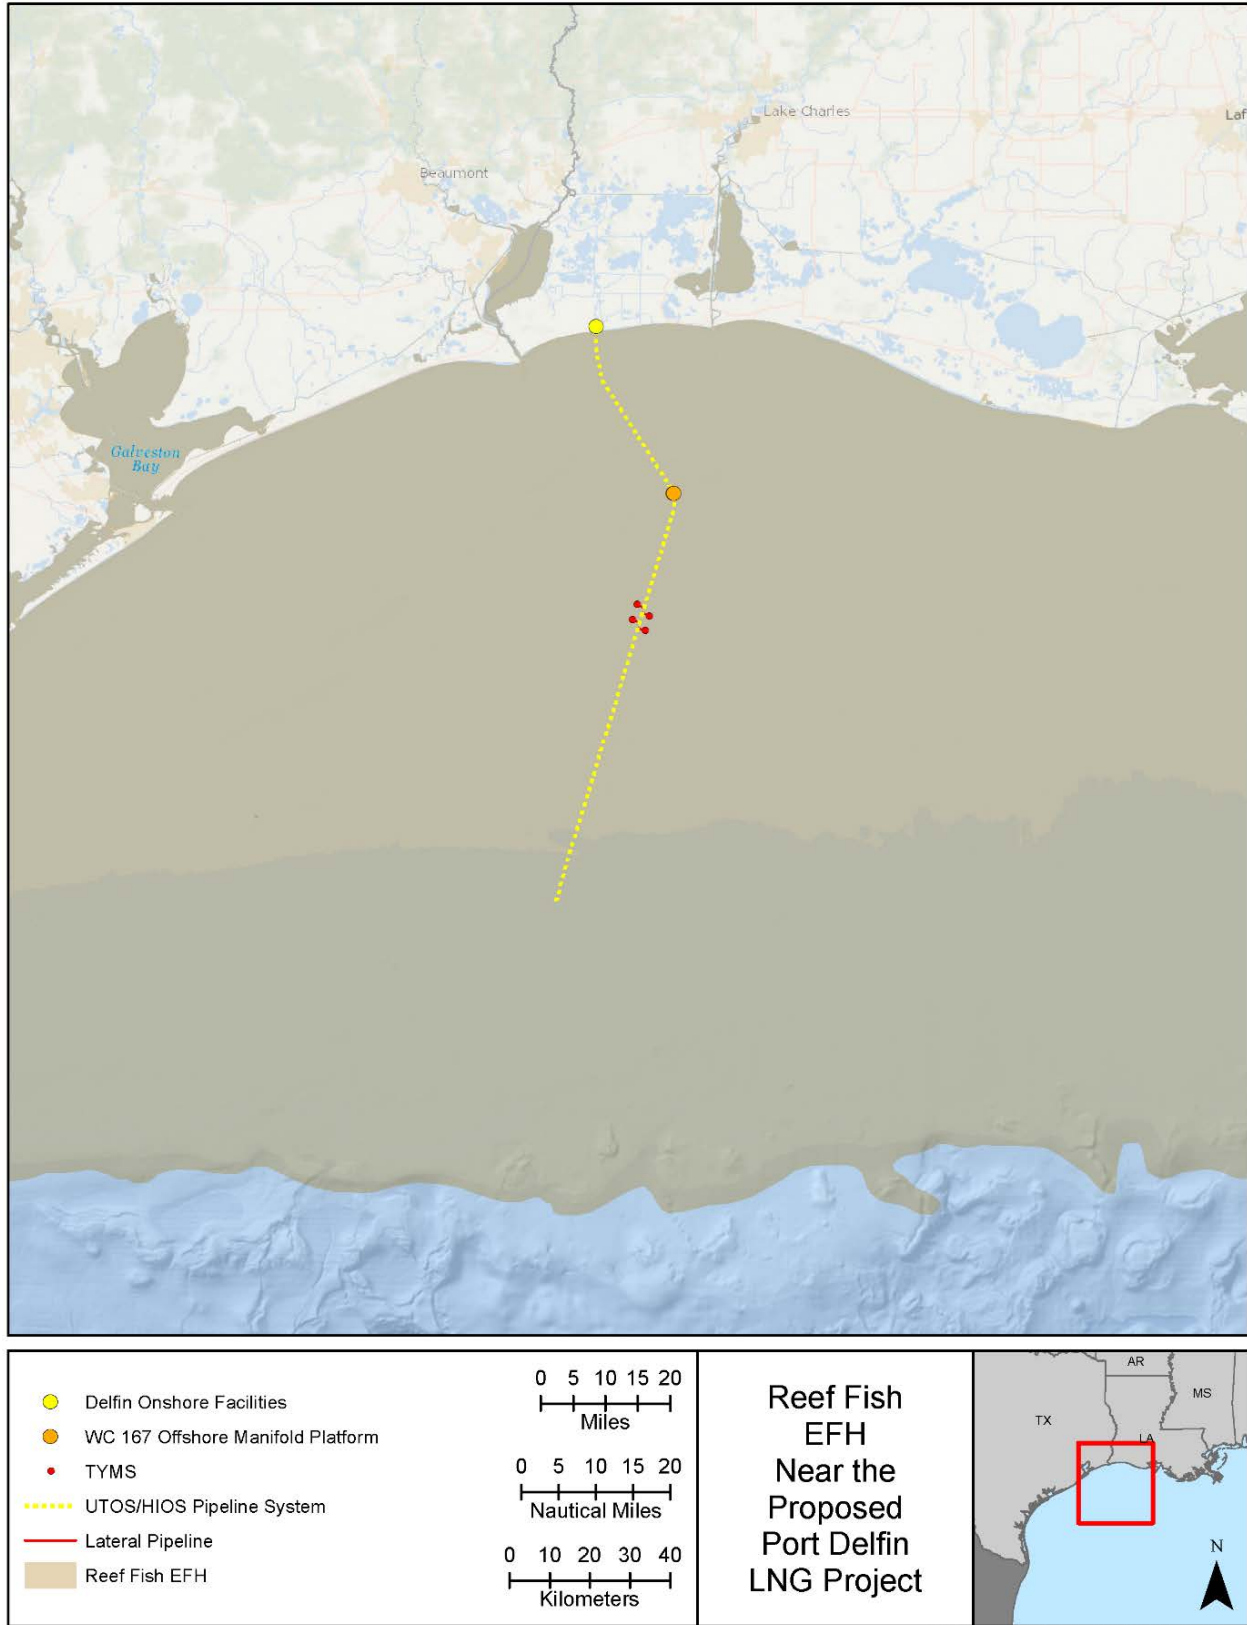 Lake Charles
Laf
Beaumont
Galveston
Bay
Delfin Onshore Facilities
WC 167 Offshore Manifold Platform
TYMS
UTOS/HIOS Pipeline System
Lateral Pipeline
Reef Fish EFH
0 5 10 15 20
Miles
0 5 10 15 20
Nautical Miles
0 10 20 30 40
Kilometers
Reef Fish
EFH
Near the
Proposed
Port Delfin
LNG Project
AR
MS
TX
LA
N